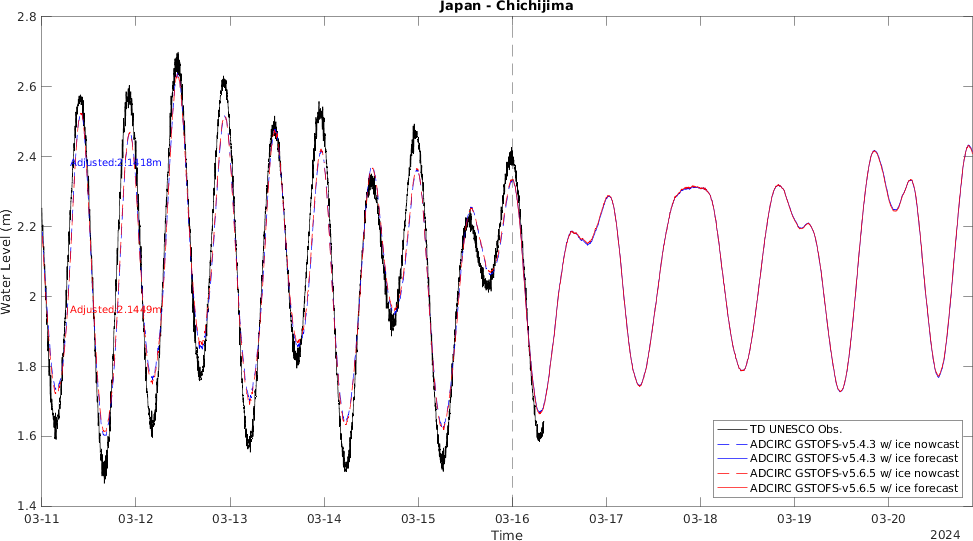 Japan - Chichijima
2.8
2.6
2.4
2.2
2
1.8
1.6
1.4
Water Level (m)
Adjusted:2.1418m
Adjusted:2.1449m
TD UNESCO Obs.
ADCIRC GSTOFS-v5.4.3 w/ ice nowcast
ADCIRC GSTOFS-v5.4.3 w/ ice forecast
ADCIRC GSTOFS-v5.6.5 w/ ice nowcast
ADCIRC GSTOFS-v5.6.5 w/ ice forecast
03-11 03-12 03-13 03-14 03-15 03-16 03-17 03-18 03-19 03-20
Time
2024